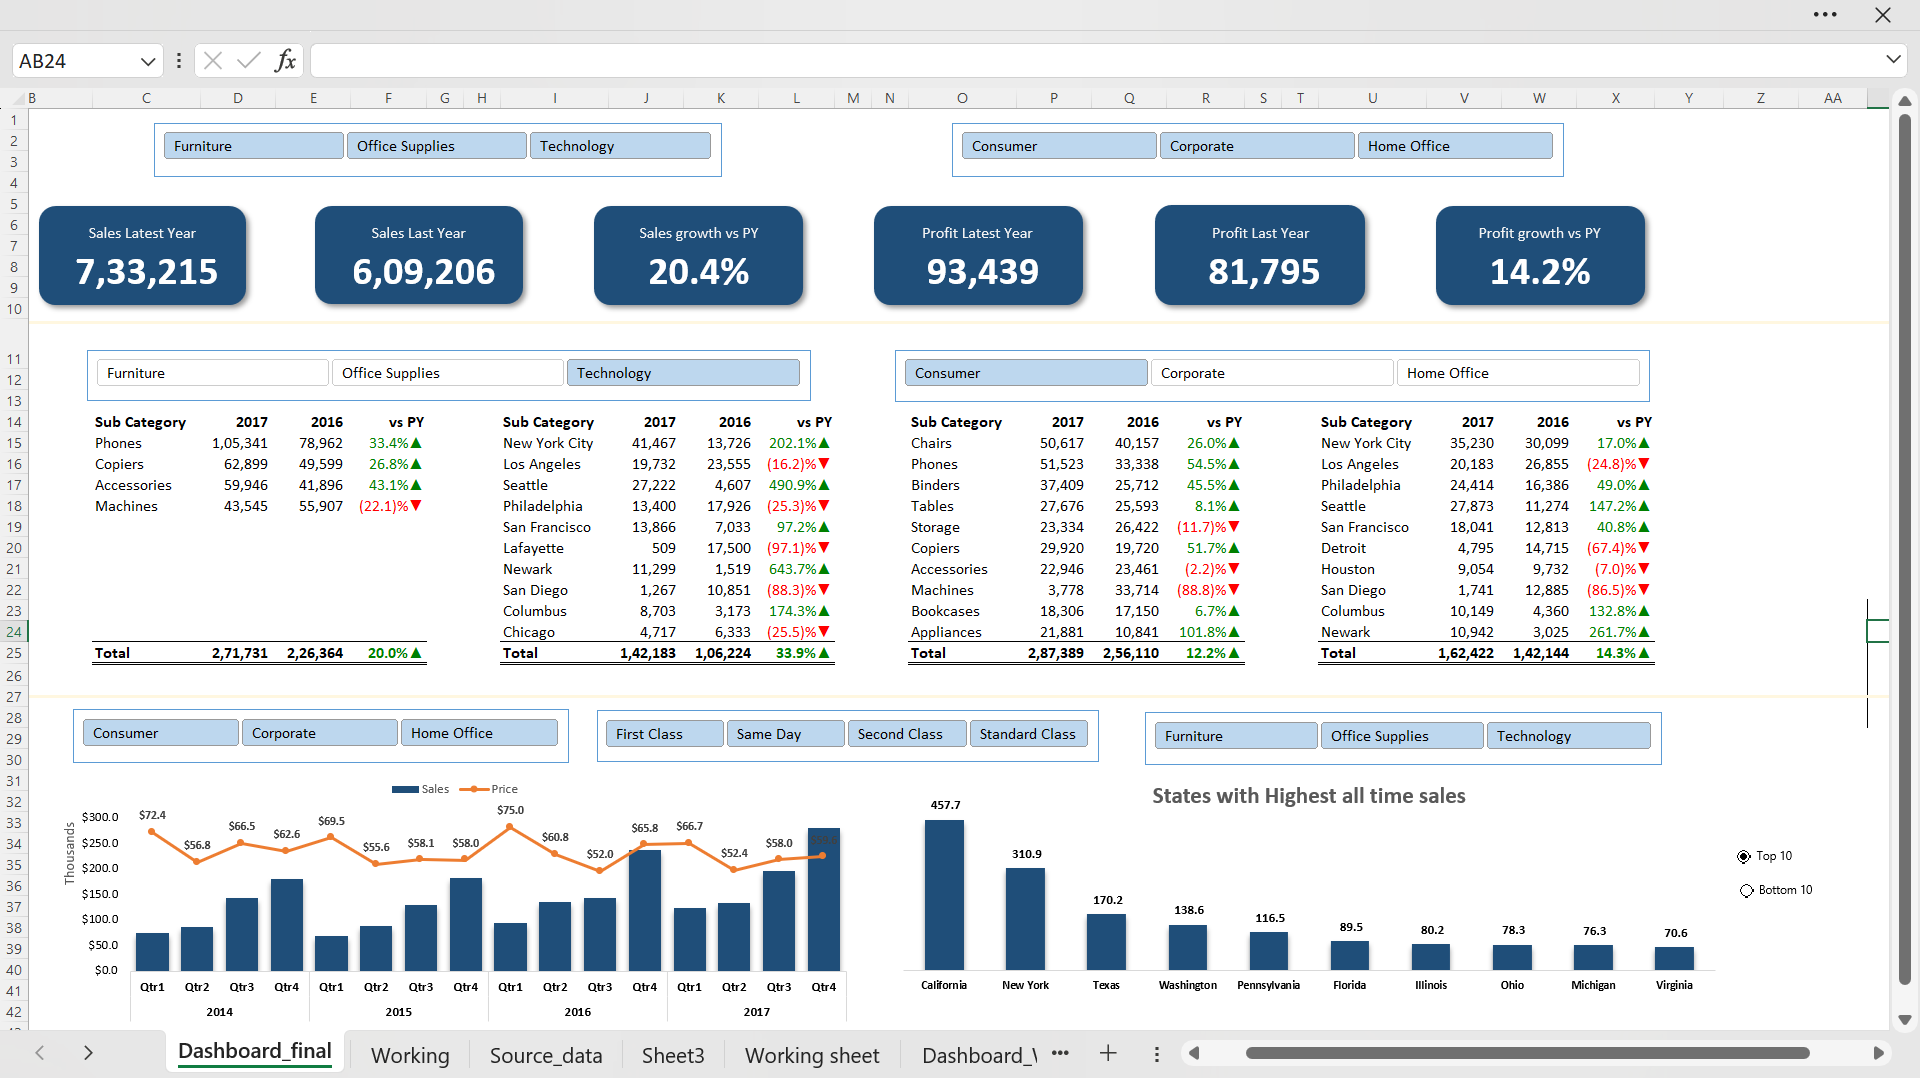 AB24 fx
B C D E F G H I J K L M N O P Q R S T U V W X Y Z AA
1
2 Furniture Office Supplies Technology Consumer Corporate Home Office
3
4
5
6 Sales Latest Year Sales Last Year Sales growth vs PY Profit Latest Year Profit Last Year Profit growth vs PY
7
8 7,33,215 6,09,206 20.4% 93,439 81,795 14.2%
9
10
11
12 Furniture Office Supplies Technology Consumer Corporate Home Office
13
14 Sub Category 2017 2016 vs PY Sub Category 2017 2016 vs PY Sub Category 2017 2016 vs PY Sub Category 2017 2016 vs PY
15 Phones 1,05,341 78,962 33.4%▲ New York City 41,467 13,726 202.1%▲ Chairs 50,617 40,157 26.0%▲ New York City 35,230 30,099 17.0%▲
16 Copiers 62,899 49,599 26.8%▲ Los Angeles 19,732 23,555 (16.2)%▼ Phones 51,523 33,338 54.5%▲ Los Angeles 20,183 26,855 (24.8)%▼
17 Accessories 59,946 41,896 43.1%▲ Seattle 27,222 4,607 490.9%▲ Binders 37,409 25,712 45.5%▲ Philadelphia 24,414 16,386 49.0%▲
18 Machines 43,545 55,907 (22.1)%▼ Philadelphia 13,400 17,926 (25.3)%▼ Tables 27,676 25,593 8.1%▲ Seattle 27,873 11,274 147.2%▲
19 San Francisco 13,866 7,033 97.2%▲ Storage 23,334 26,422 (11.7)%▼ San Francisco 18,041 12,813 40.8%▲
20 Lafayette 509 17,500 (97.1)%▼ Copiers 29,920 19,720 51.7%▲ Detroit 4,795 14,715 (67.4)%▼
21 Newark 11,299 1,519 643.7%▲ Accessories 22,946 23,461 (2.2)%▼ Houston 9,054 9,732 (7.0)%▼
22 San Diego 1,267 10,851 (88.3)%▼ Machines 3,778 33,714 (88.8)%▼ San Diego 1,741 12,885 (86.5)%▼
23 Columbus 8,703 3,173 174.3%▲ Bookcases 18,306 17,150 6.7%▲ Columbus 10,149 4,360 132.8%▲
24 Chicago 4,717 6,333 (25.5)%▼ Appliances 21,881 10,841 101.8%▲ Newark 10,942 3,025 261.7%▲
25 Total 2,71,731 2,26,364 20.0%▲ Total 1,42,183 1,06,224 33.9%▲ Total 2,87,389 2,56,110 12.2%▲ Total 1,62,422 1,42,144 14.3%▲
26
27
28
29 Consumer Corporate Home Office First Class Same Day Second Class Standard Class Furniture Office Supplies Technology
30
31
32
33
34
35
36
37
38
39
40
41
42
Sales Price
Thousands
$300.0
$250.0
$200.0
$150.0
$100.0
$50.0
$0.0
$72.4 $56.8 $66.5 $62.6 $69.5 $55.6 $58.1 $58.0 $75.0 $60.8 $52.0 $65.8 $66.7 $52.4 $58.0
Qtr1 Qtr2 Qtr3 Qtr4 Qtr1 Qtr2 Qtr3 Qtr4 Qtr1 Qtr2 Qtr3 Qtr4 Qtr1 Qtr2 Qtr3 Qtr4
2014 2015 2016 2017
States with Highest all time sales
457.7 310.9 170.2 138.6 116.5 89.5 80.2 78.3 76.3 70.6
California New York Texas Washington Pennsylvania Florida Illinois Ohio Michigan Virginia
Top 10
Bottom 10
Dashboard_final Working Source_data Sheet3 Working sheet Dashboard_